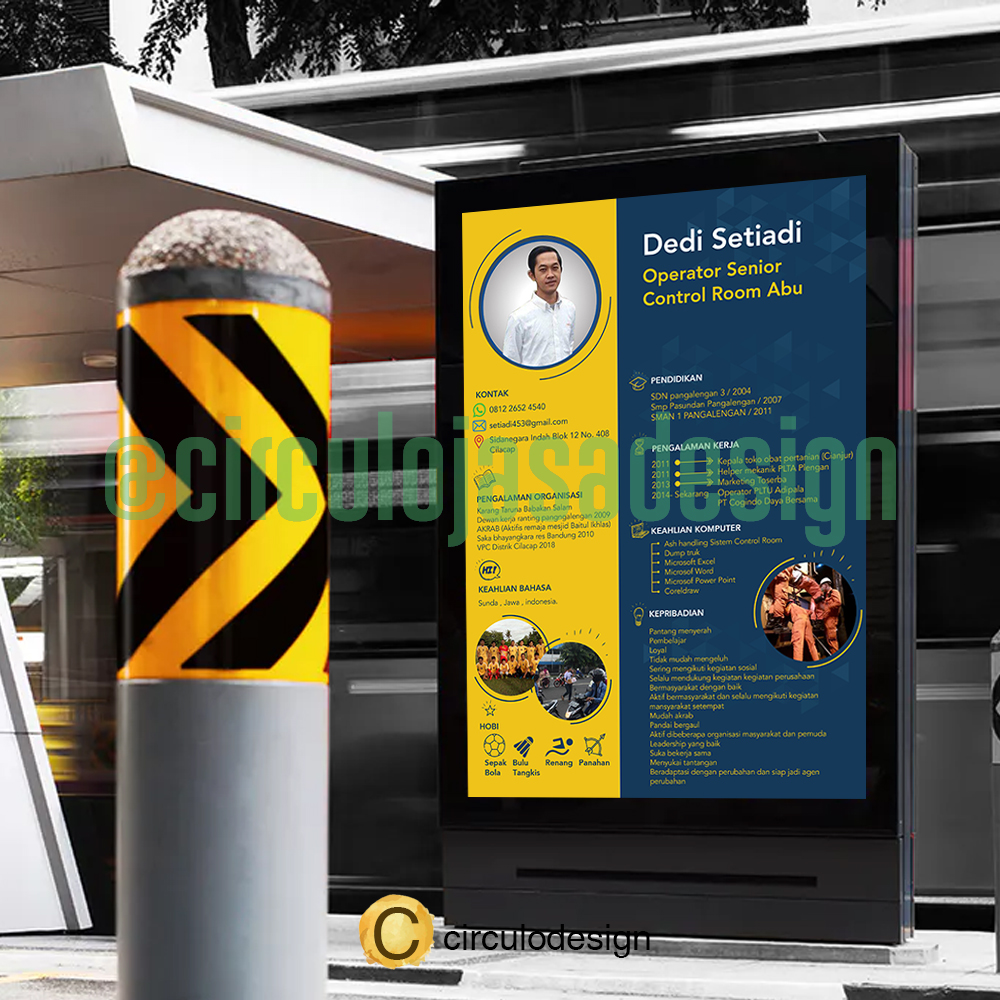 Dedi Setiadi
Operator Senior
Control Room Abu
KONTAK
0812 2652 4540
setiadi453@gmail.com
Sidanegara Indah Blok 12 No. 408
Cilacap
PENGALAMAN ORGANISASI
Karang Taruna Babakan Salam
Dewan kerja ranting pangngalengan 2009
AKRAB (Aktifis remaja mesjid Baitul Ikhlas)
Saka bhayangkara res Bandung 2010
VPC Distrik Cilacap 2018
HI!
KEAHLIAN BAHASA
Sunda , Jawa , indonesia.
HOBI
Sepak Bola
Bulu Tangkis
Renang
Panahan
PENDIDIKAN
SDN pangalengan 3 / 2004
Smp Pasundan Pangalengan / 2007
SMAN 1 PANGALENGAN / 2011
PENGALAMAN KERJA
2011 Kepala toko obat pertanian (Cianjur)
2011 Helper mekanik PLTA Plengan
2013 Marketing Toserba
2014- Sekarang Operator PLTU Adipala
PT Cogindo Daya Bersama
KEAHLIAN KOMPUTER
Ash handling Sistem Control Room
Dump truk
Microsoft Excel
Microsof Word
Microsof Power Point
Coreldraw
KEPRIBADIAN
Pantang menyerah
Pembelajar
Loyal
Tidak mudah mengeluh
Sering mengikuti kegiatan sosial
Selalu mendukung kegiatan kegiatan perusahaan
Bermasyarakat dengan baik
Aktif bermasyarakat dan selalu mengikuti kegiatan
mansyarakat setempat
Mudah akrab
Pandai bergaul
Aktif dibeberapa organisasi masyarakat dan pemuda
Leadership yang baik
Suka bekerja sama
Menyukai tantangan
Beradaptasi dengan perubahan dan siap jadi agen
perubahan
@circulojasadesign
C circulodesign